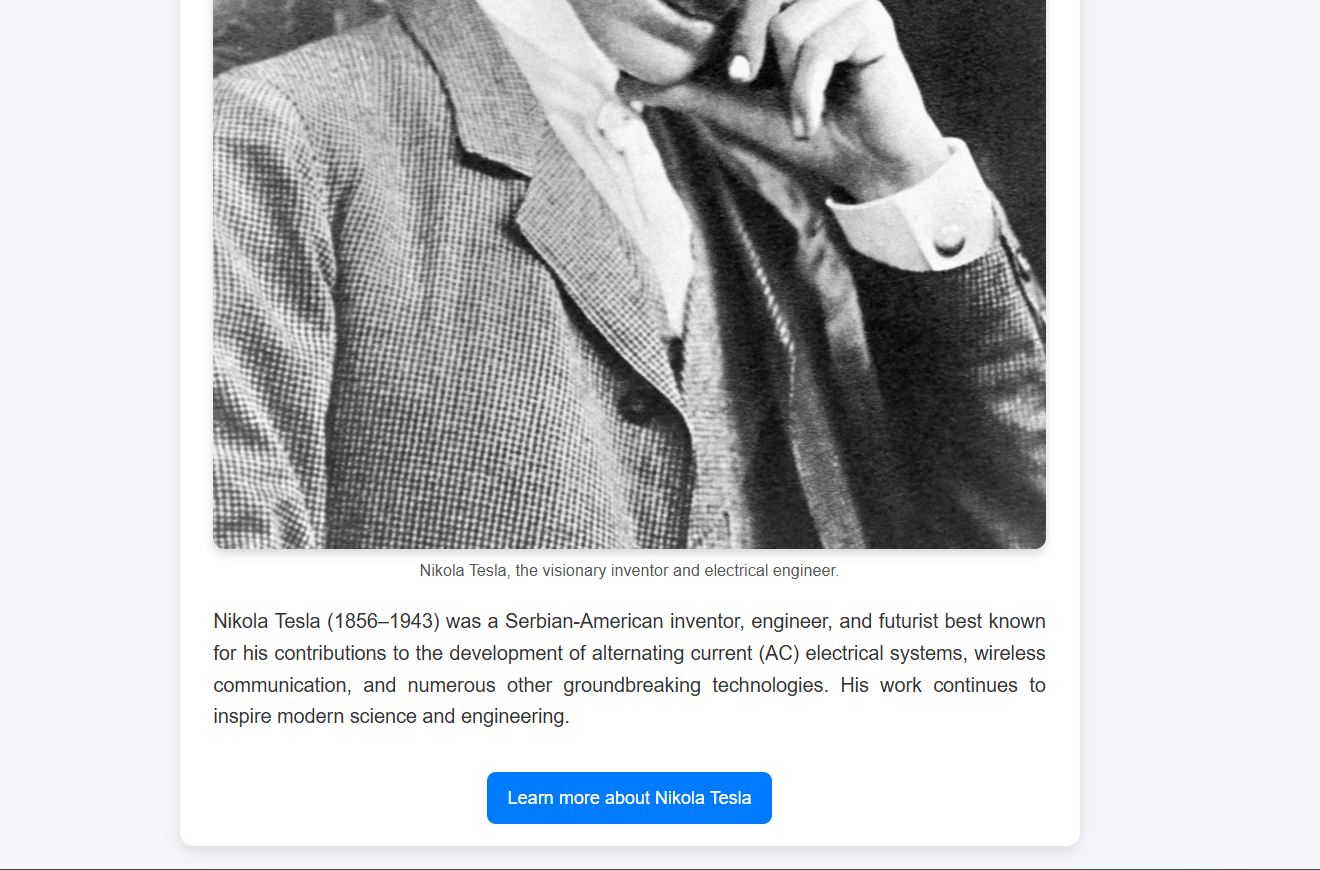 Nikola Tesla, the visionary inventor and electrical engineer.
Nikola Tesla (1856–1943) was a Serbian-American inventor, engineer, and futurist best known
for his contributions to the development of alternating current (AC) electrical systems, wireless
communication, and numerous other groundbreaking technologies. His work continues to
inspire modern science and engineering.
Learn more about Nikola Tesla